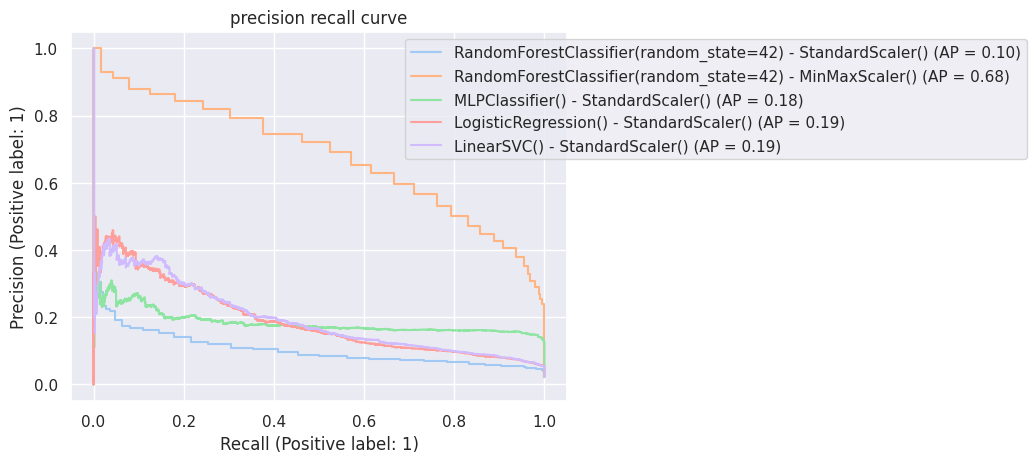 precision recall curve
RandomForestClassifier(random_state=42) - StandardScaler() (AP = 0.10)
RandomForestClassifier(random_state=42) - MinMaxScaler() (AP = 0.68)
MLPClassifier() - StandardScaler() (AP = 0.18)
LogisticRegression() - StandardScaler() (AP = 0.19)
LinearSVC() - StandardScaler() (AP = 0.19)
Precision (Positive label: 1)
1.0
0.8
0.6
0.4
0.2
0.0
0.0 0.2 0.4 0.6 0.8 1.0
Recall (Positive label: 1)